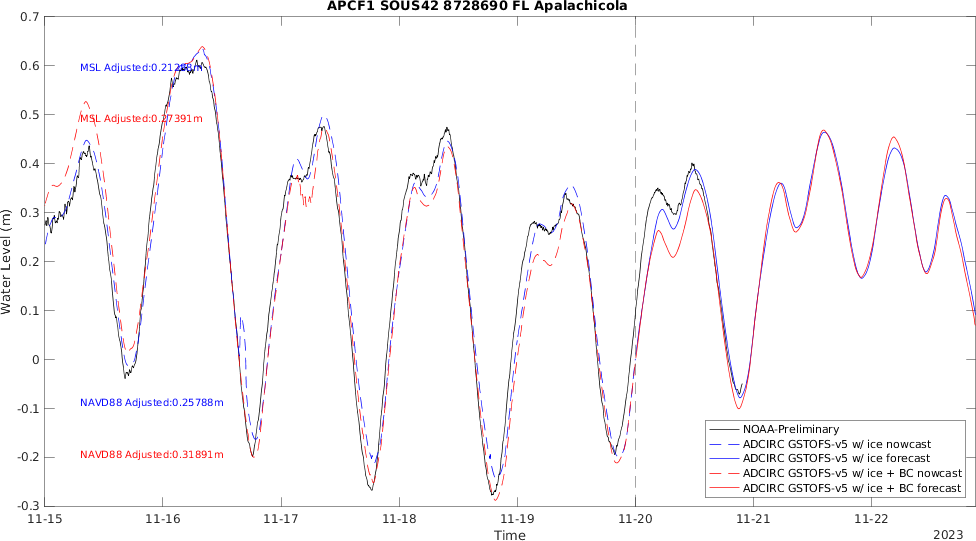 APCF1 SOUS42 8728690 FL Apalachicola
0.7
0.6
0.5
0.4
0.3
0.2
0.1
0
-0.1
-0.2
-0.3
Water Level (m)
MSL Adjusted:0.21
MSL Adjusted:0.27391m
NAVD88 Adjusted:0.25788m
NAVD88 Adjusted:0.31891m
NOAA-Preliminary
ADCIRC GSTOFS-v5 w/ ice nowcast
ADCIRC GSTOFS-v5 w/ ice forecast
ADCIRC GSTOFS-v5 w/ ice + BC nowcast
ADCIRC GSTOFS-v5 w/ ice + BC forecast
11-15 11-16 11-17 11-18 11-19 11-20 11-21 11-22
Time
2023